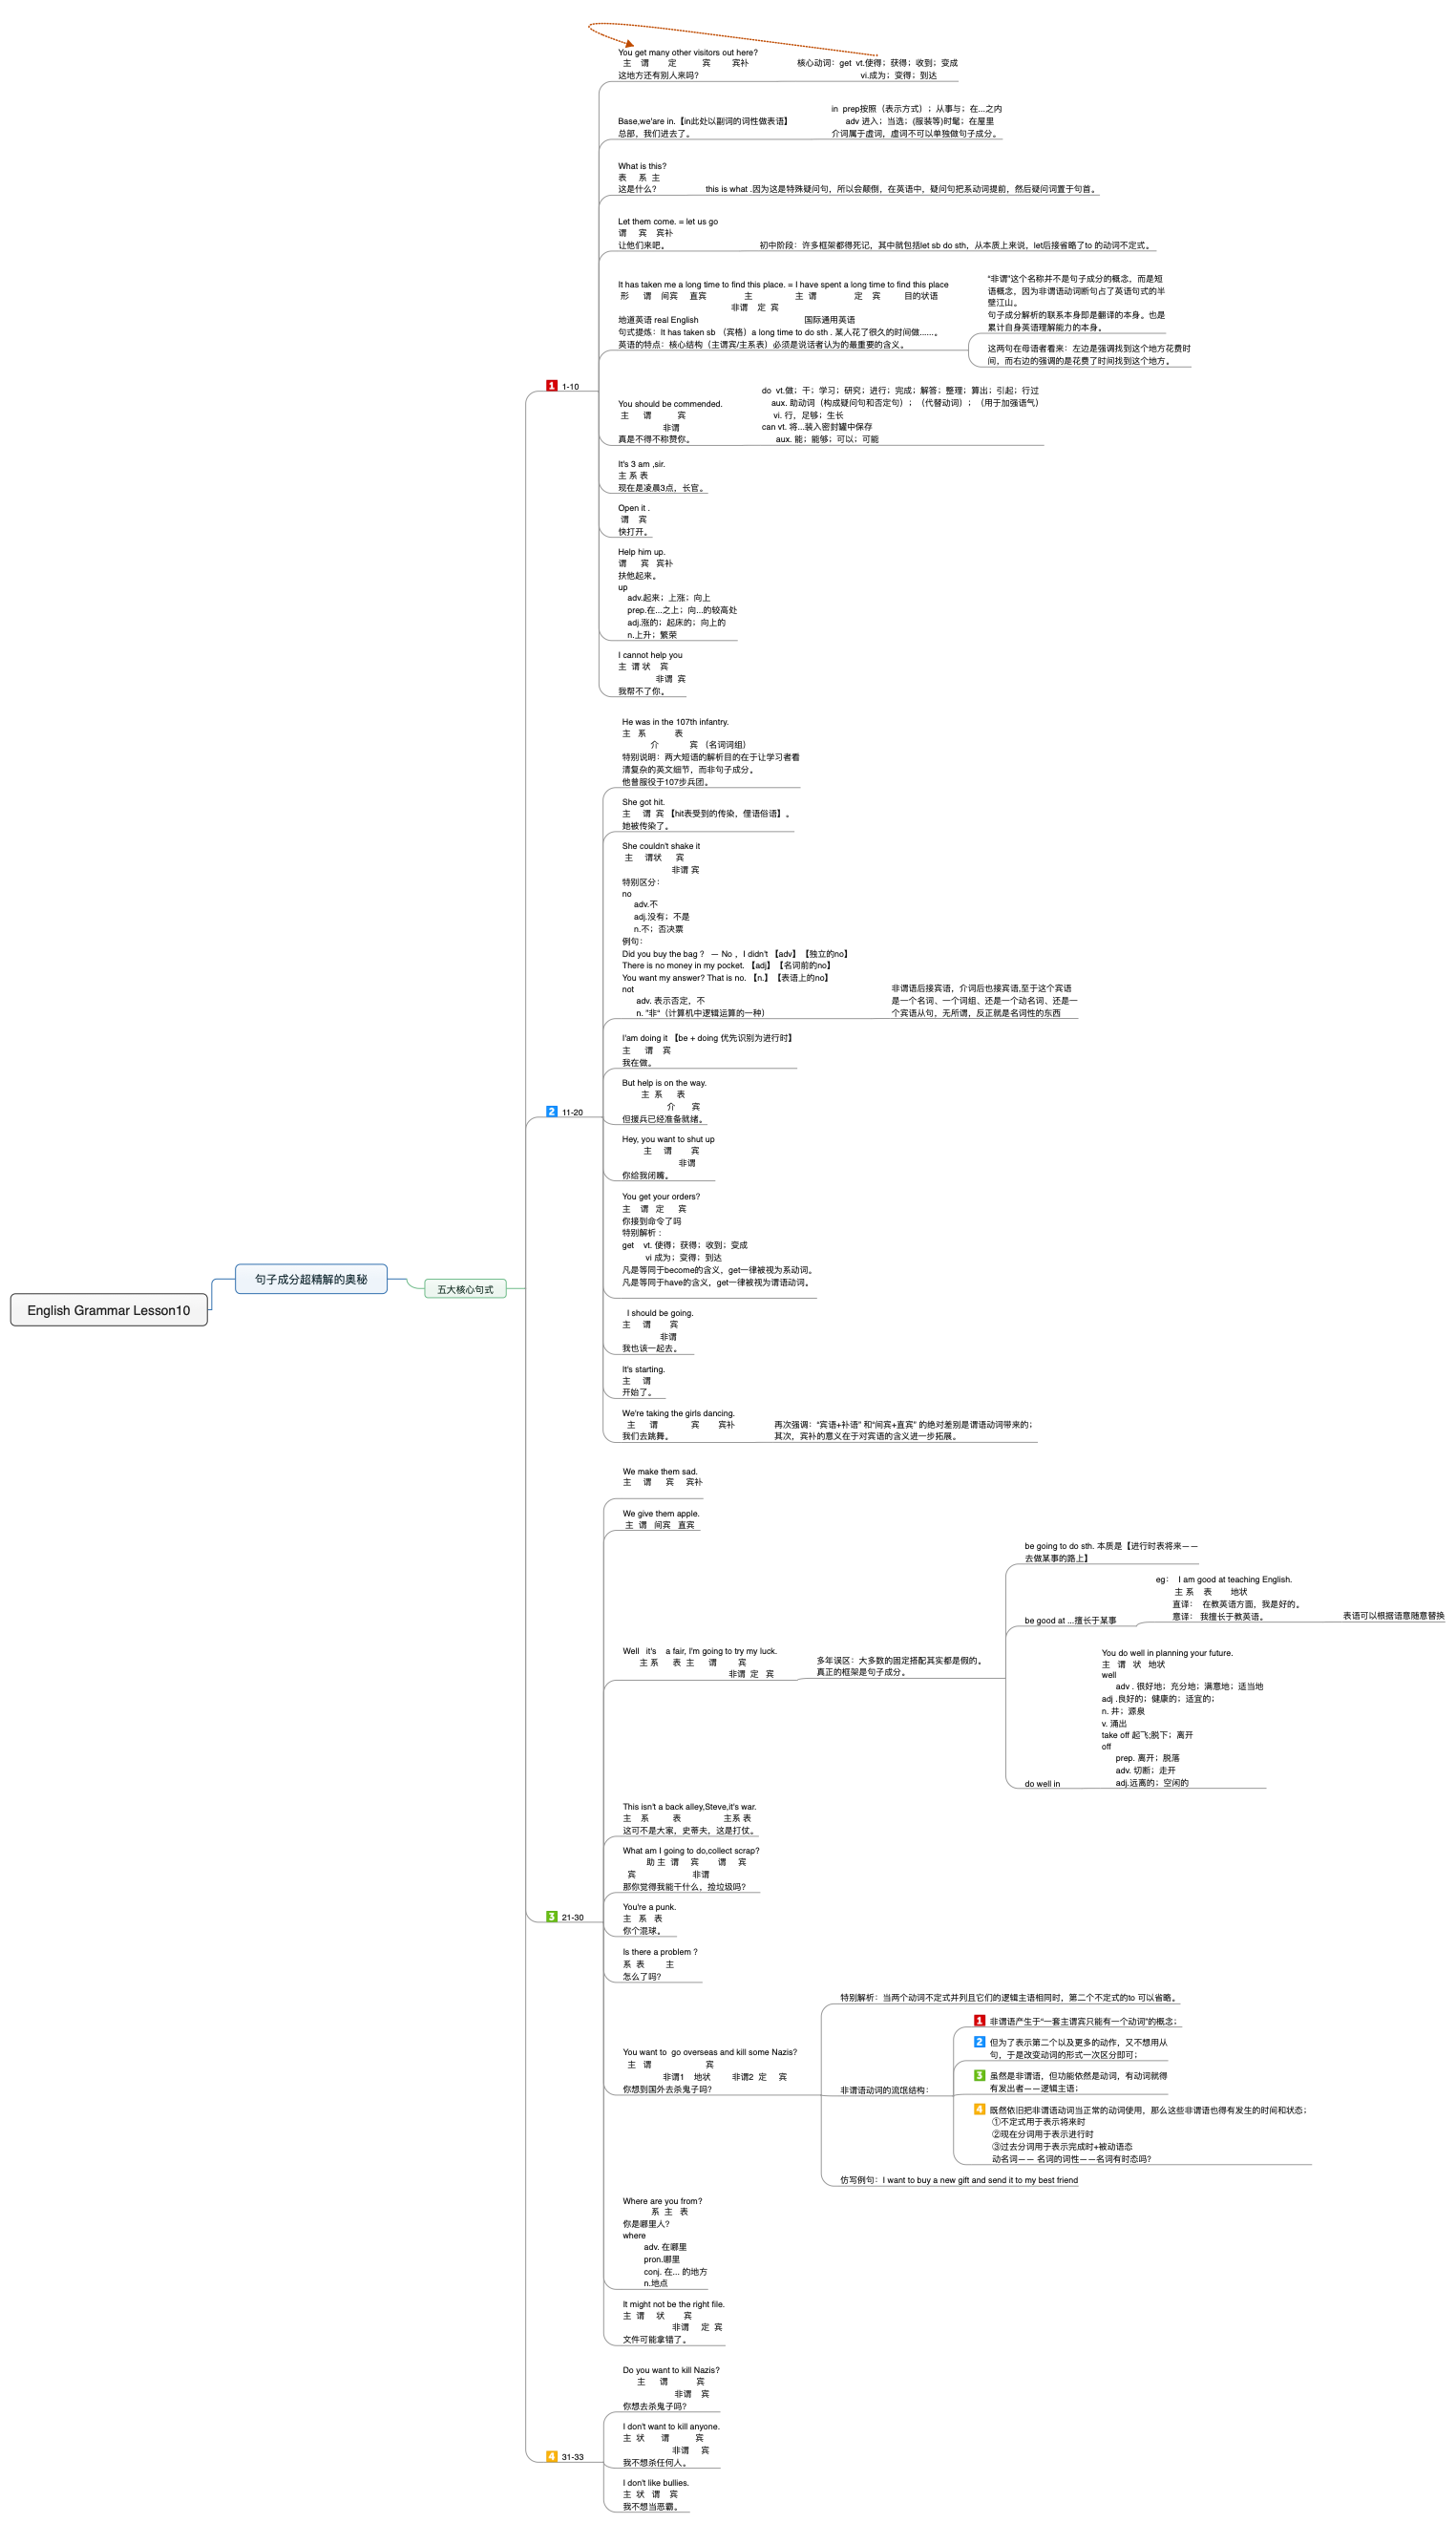 English Grammar Lesson10
句子成分超精解的奥秘
五大核心句式
1 1-10
You get many other visitors out here?
主 谓 定 宾 宾补
这地方还有别人来吗？
核心动词：get vt.使得；获得；收到；变成
vi.成为；变得；到达
Base,we'are in.【in此处以副词的词性做表语】
总部，我们进去了。
in prep按照（表示方式）；从事与；在...之内
adv 进入；当选；(服装等)时髦；在屋里
介词属于虚词，虚词不可以单独做句子成分。
What is this?
表 系 主
这是什么？
this is what .因为这是特殊疑问句，所以会颠倒，在英语中，疑问句把系动词提前，然后疑问词置于句首。
Let them come. = let us go
谓 宾 宾补
让他们来吧。
初中阶段：许多框架都得死记，其中就包括let sb do sth，从本质上来说，let后接省略了to 的动词不定式。
It has taken me a long time to find this place. = I have spent a long time to find this place
形 谓 间宾 直宾 主 主 谓 定 宾 目的状语
非谓 定 宾
地道英语 real English 国际通用英语
句式提炼：It has taken sb （宾格）a long time to do sth . 某人花了很久的时间做......。
英语的特点：核心结构（主谓宾/主系表）必须是说话者认为的最重要的含义。
“非谓”这个名称并不是句子成分的概念，而是短
语概念，因为非谓语动词断句占了英语句式的半
壁江山。
句子成分解析的联系本身即是翻译的本身。也是
累计自身英语理解能力的本身。
这两句在母语者看来：左边是强调找到这个地方花费时
间，而右边的强调的是花费了时间找到这个地方。
You should be commended.
主 谓 宾
非谓
真是不得不称赞你。
do vt.做；干；学习；研究；进行；完成；解答；整理；算出；引起；行过
aux. 助动词（构成疑问句和否定句）；（代替动词）；（用于加强语气）
vi. 行，足够；生长
can vt. 将...装入密封罐中保存
aux. 能；能够；可以；可能
It's 3 am ,sir.
主 系 表
现在是凌晨3点，长官。
Open it .
谓 宾
快打开。
Help him up.
谓 宾 宾补
扶他起来。
up
adv.起来；上涨；向上
prep.在...之上；向...的较高处
adj.涨的；起床的；向上的
n.上升；繁荣
I cannot help you
主 谓 状 宾
非谓 宾
我帮不了你。
2 11-20
He was in the 107th infantry.
主 系 表
介 宾 （名词词组）
特别说明：两大短语的解析目的在于让学习者看
清复杂的英文细节，而非句子成分。
他曾服役于107步兵团。
She got hit.
主 谓 宾 【hit表受到的传染，俚语俗语】。
她被传染了。
She couldn't shake it
主 谓状 宾
非谓 宾
特别区分：
no
adv.不
adj.没有；不是
n.不；否决票
例句：
Did you buy the bag？ — No ，I didn't 【adv】【独立的no】
There is no money in my pocket. 【adj】【名词前的no】
You want my answer? That is no. 【n.】【表语上的no】
not
adv. 表示否定，不
n. "非"（计算机中逻辑运算的一种）
非谓语后接宾语，介词后也接宾语,至于这个宾语
是一个名词、一个词组、还是一个动名词、还是一
个宾语从句，无所谓，反正就是名词性的东西
I'am doing it 【be + doing 优先识别为进行时】
主 谓 宾
我在做。
But help is on the way.
主 系 表
介 宾
但援兵已经准备就绪。
Hey, you want to shut up
主 谓 宾
非谓
你给我闭嘴。
You get your orders?
主 谓 定 宾
你接到命令了吗
特别解析：
get vt. 使得；获得；收到；变成
vi 成为；变得；到达
凡是等同于become的含义，get一律被视为系动词。
凡是等同于have的含义，get一律被视为谓语动词。
I should be going.
主 谓 宾
非谓
我也该一起去。
It's starting.
主 谓
开始了。
We're taking the girls dancing.
主 谓 宾 宾补
我们去跳舞。
再次强调：“宾语+补语” 和“间宾+直宾” 的绝对差别是谓语动词带来的；
其次，宾补的意义在于对宾语的含义进一步拓展。
3 21-30
We make them sad.
主 谓 宾 宾补
We give them apple.
主 谓 间宾 直宾
Well it's a fair, I'm going to try my luck.
主 系 表 主 谓 宾
非谓 定 宾
多年误区：大多数的固定搭配其实都是假的。
真正的框架是句子成分。
be going to do sth. 本质是【进行时表将来——
去做某事的路上】
be good at ...擅长于某事
eg： I am good at teaching English.
主 系 表 地状
直译： 在教英语方面，我是好的。
意译： 我擅长于教英语。
表语可以根据语意随意替换
do well in
You do well in planning your future.
主 谓 状 地状
well
adv . 很好地；充分地；满意地；适当地
adj .良好的；健康的；适宜的；
n. 井；源泉
v. 涌出
take off 起飞;脱下；离开
off
prep. 离开；脱落
adv. 切断；走开
adj.远离的；空闲的
This isn't a back alley,Steve,it's war.
主 系 表 主系 表
这可不是大家，史蒂夫，这是打仗。
What am I going to do,collect scrap?
助 主 谓 宾 谓 宾
宾 非谓
那你觉得我能干什么，捡垃圾吗？
You're a punk.
主 系 表
你个混球。
Is there a problem ?
系 表 主
怎么了吗？
You want to go overseas and kill some Nazis?
主 谓 宾
非谓1 地状 非谓2 定 宾
你想到国外去杀鬼子吗？
特别解析：当两个动词不定式并列且它们的逻辑主语相同时，第二个不定式的to 可以省略。
非谓语动词的流氓结构：
1 非谓语产生于“一套主谓宾只能有一个动词”的概念；
2 但为了表示第二个以及更多的动作，又不想用从
句，于是改变动词的形式一次区分即可；
3 虽然是非谓语，但功能依然是动词，有动词就得
有发出者——逻辑主语；
4 既然依旧把非谓语动词当正常的动词使用，那么这些非谓语也得有发生的时间和状态；
①不定式用于表示将来时
②现在分词用于表示进行时
③过去分词用于表示完成时+被动语态
动名词—— 名词的词性——名词有时态吗？
仿写例句：I want to buy a new gift and send it to my best friend
Where are you from?
系 主 表
你是哪里人？
where
adv. 在哪里
pron.哪里
conj. 在... 的地方
n.地点
It might not be the right file.
主 谓 状 宾
非谓 定 宾
文件可能拿错了。
4 31-33
Do you want to kill Nazis?
主 谓 宾
非谓 宾
你想去杀鬼子吗？
I don't want to kill anyone.
主 状 谓 宾
非谓 宾
我不想杀任何人。
I don't like bullies.
主 状 谓 宾
我不想当恶霸。